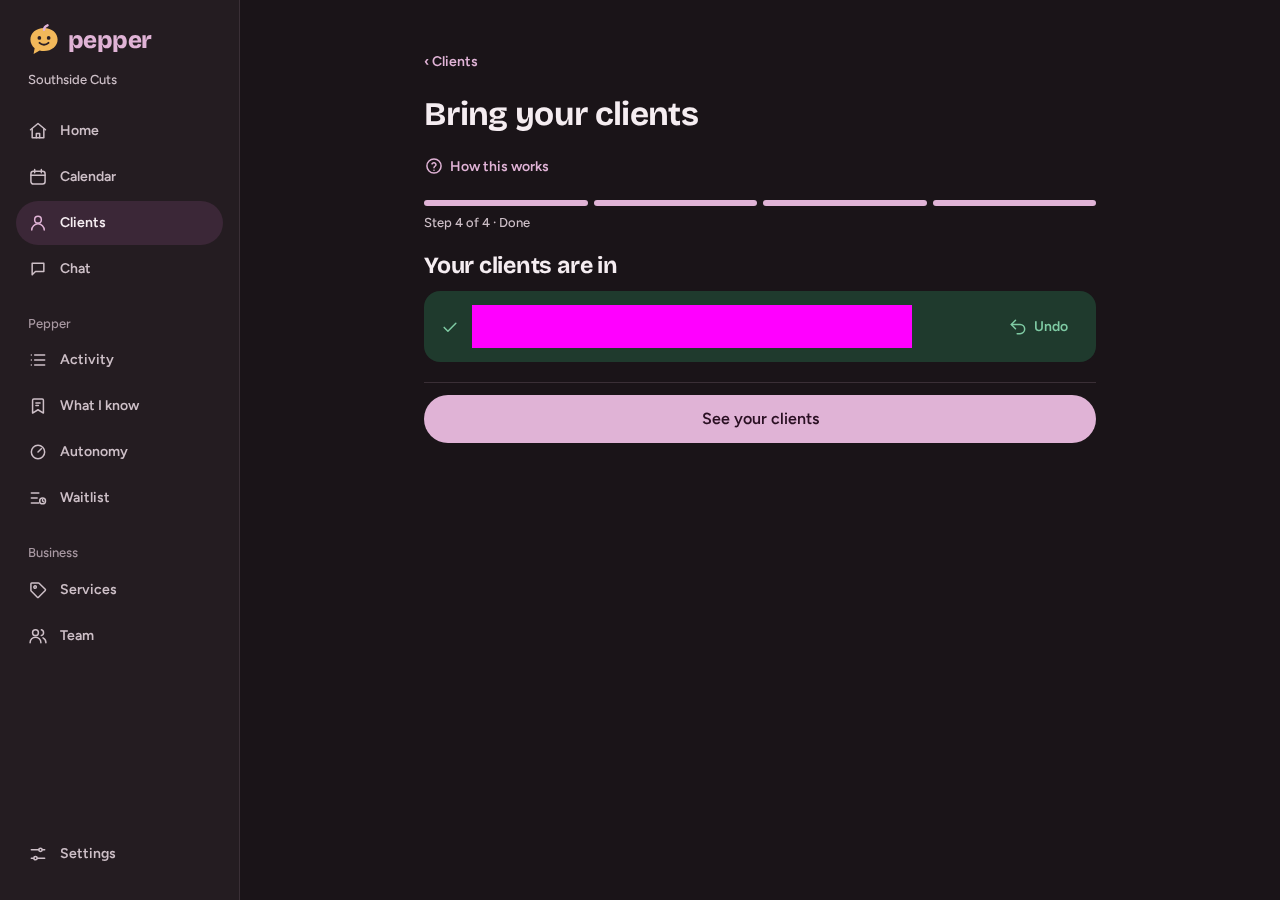 pepper
Southside Cuts
Home
Calendar
Clients
Chat
Pepper
Activity
What I know
Autonomy
Waitlist
Business
Services
Team
Settings
‹ Clients
Bring your clients
How this works
Step 4 of 4 · Done
Your clients are in
Undo
See your clients